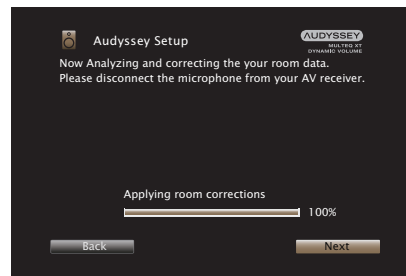 Audyssey Setup
AUDYSSEY
MULTEQ XT
DYNAMIC VOLUME
Now Analyzing and correcting the your room data.
Please disconnect the microphone from your AV receiver.
Applying room corrections
100%
Back
Next